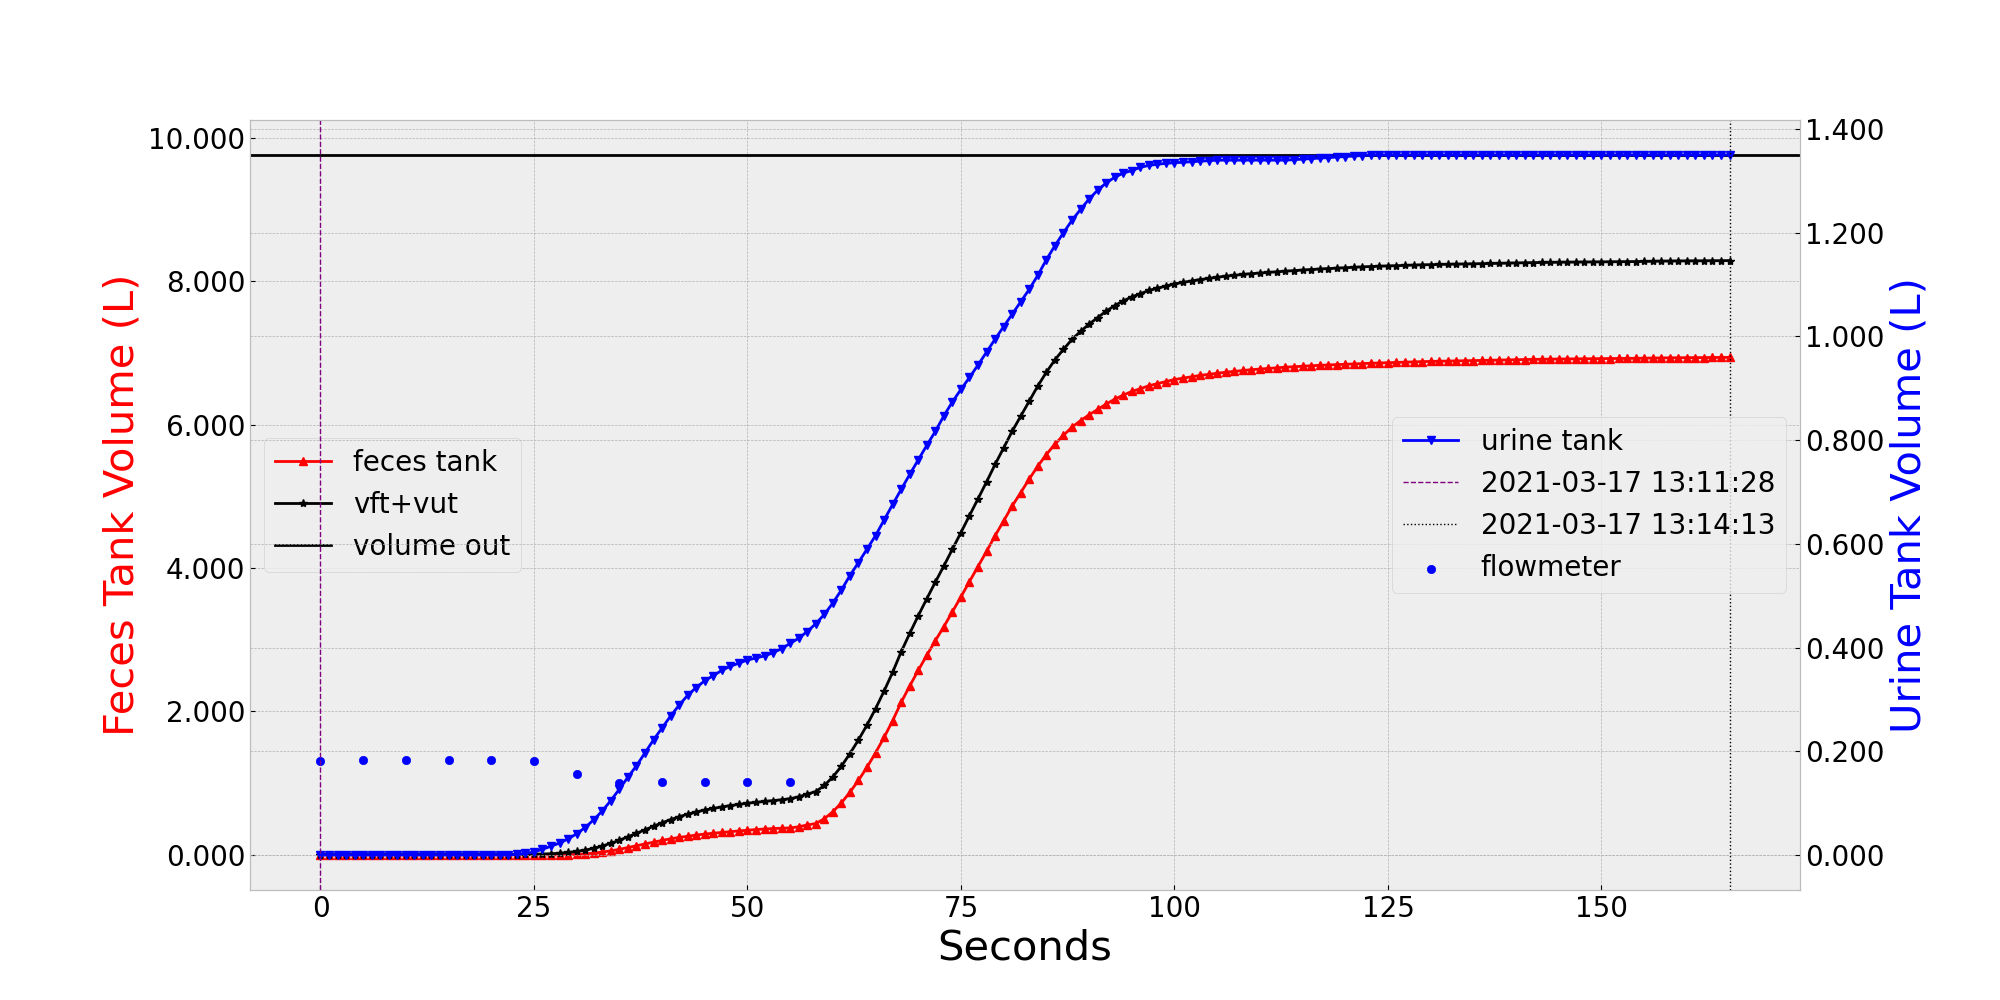 10.000
8.000
6.000
4.000
2.000
0.000
Feces Tank Volume (L)
1.400
1.200
1.000
0.800
0.600
0.400
0.200
0.000
Urine Tank Volume (L)
feces tank
vft+vut
volume out
urine tank
2021-03-17 13:11:28
2021-03-17 13:14:13
flowmeter
0 25 50 75 100 125 150
Seconds